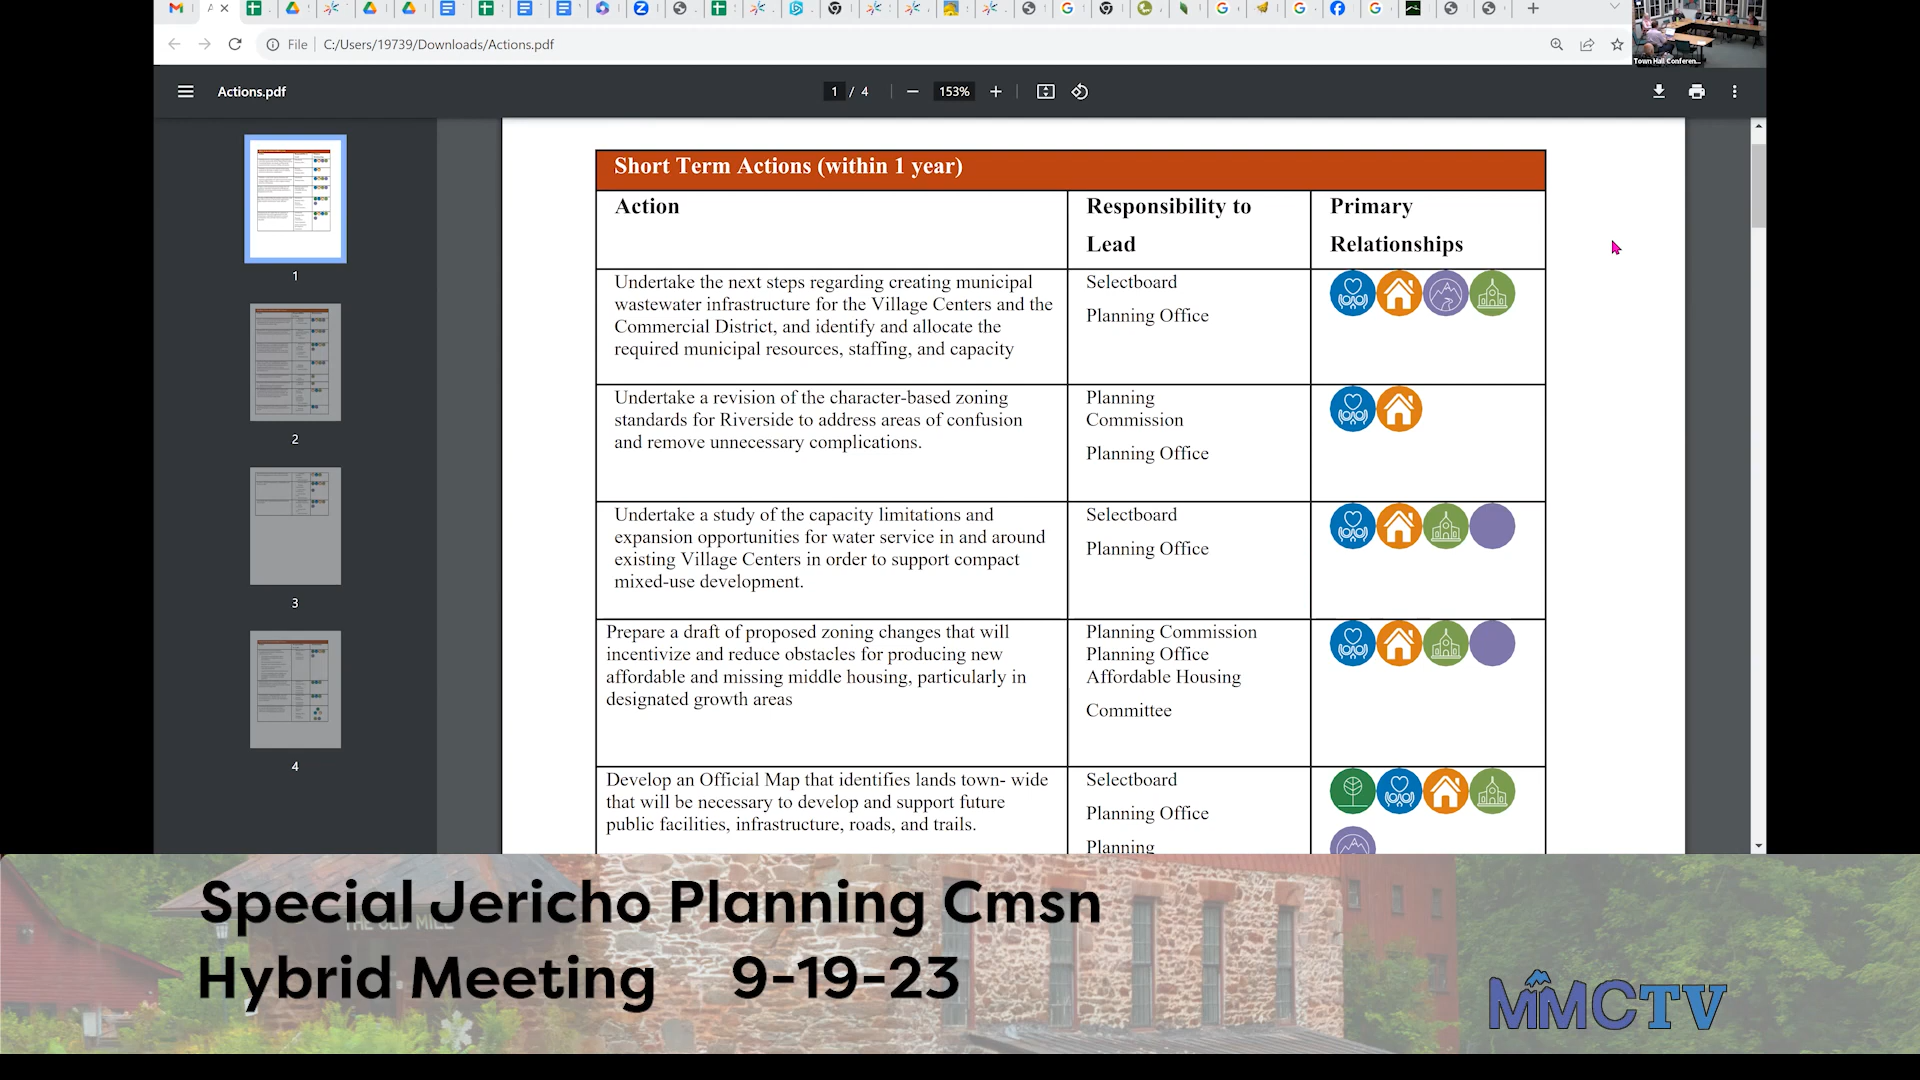 File C:/Users/19739/Downloads/Actions.pdf
Town Hall Conferen...
Actions.pdf
1 / 4
153%
1
2
3
4
Short Term Actions (within 1 year)
Action
Responsibility to
Lead
Primary
Relationships
Undertake the next steps regarding creating municipal
wastewater infrastructure for the Village Centers and the
Commercial District, and identify and allocate the
required municipal resources, staffing, and capacity
Selectboard
Planning Office
Undertake a revision of the character-based zoning
standards for Riverside to address areas of confusion
and remove unnecessary complications.
Planning
Commission
Planning Office
Undertake a study of the capacity limitations and
expansion opportunities for water service in and around
existing Village Centers in order to support compact
mixed-use development.
Selectboard
Planning Office
Prepare a draft of proposed zoning changes that will
incentivize and reduce obstacles for producing new
affordable and missing middle housing, particularly in
designated growth areas
Planning Commission
Planning Office
Affordable Housing
Committee
Develop an Official Map that identifies lands town- wide
that will be necessary to develop and support future
public facilities, infrastructure, roads, and trails.
Selectboard
Planning Office
Planning
THE OLD MILL
Special Jericho Planning Cmsn
Hybrid Meeting 9-19-23
MMCTV